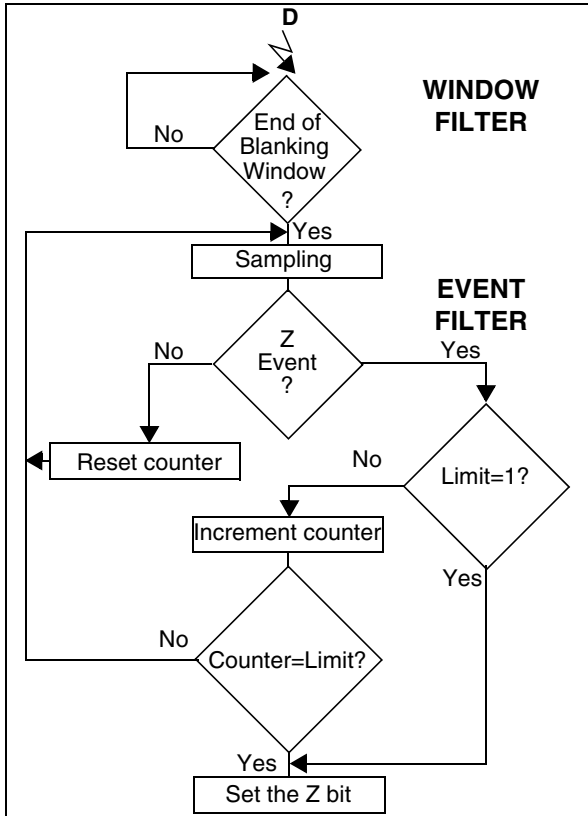 D
WINDOW
FILTER
End of
Blanking
Window
?
No
Yes
Sampling
EVENT
FILTER
Z
Event
?
No
Yes
Reset counter
Limit=1?
No
Increment counter
Yes
Counter=Limit?
No
Yes
Set the Z bit